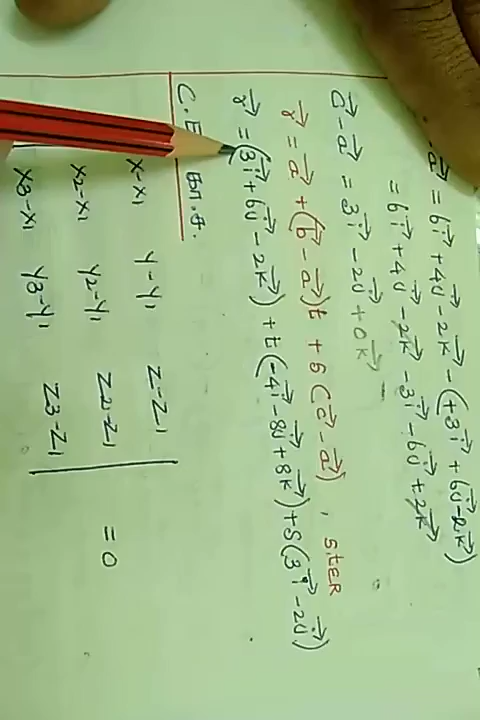 a⃗ = 6i⃗ + 4j⃗ - 2k⃗ - (+3i⃗ + 6j⃗ - 2k⃗)
= 6i⃗ + 4j⃗ - 2k⃗ - 3i⃗ - 6j⃗ + 2k⃗
c⃗ - a⃗ = 3i⃗ - 2j⃗ + 0k⃗
r⃗ = a⃗ + (b⃗ - a⃗)t + s(c⃗ - a⃗), s,t∈R
r⃗ = (3i⃗ + 6j⃗ - 2k⃗) + t(-4i⃗ - 8j⃗ + 8k⃗) + s(3i⃗ - 2j⃗)
C.E
x-x₁ y-y₁ z-z₁
x₂-x₁ y₂-y₁ z₂-z₁ = 0
x₃-x₁ y₃-y₁ z₃-z₁